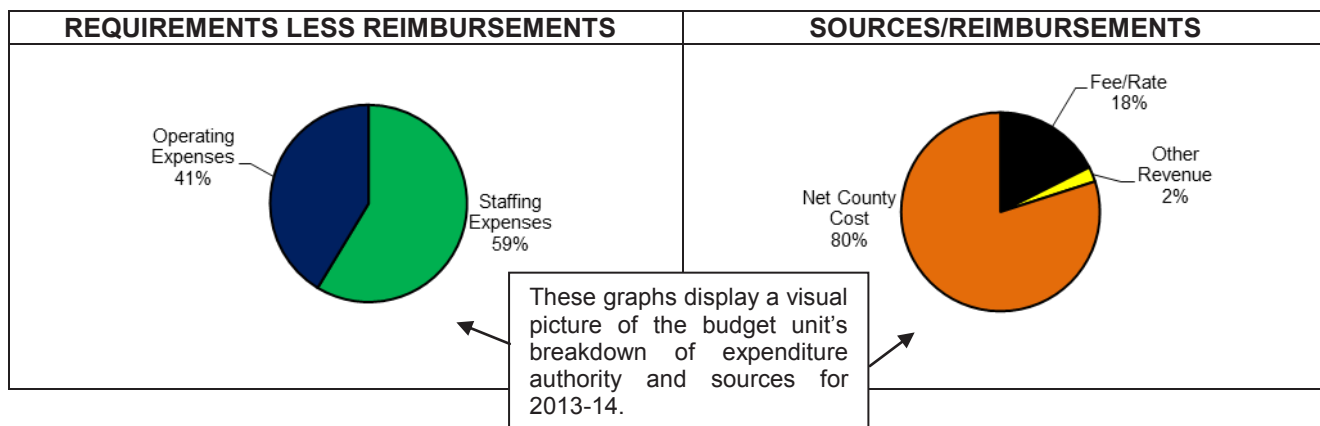 REQUIREMENTS LESS REIMBURSEMENTS
Operating
Expenses
41%
Staffing
Expenses
59%
SOURCES/REIMBURSEMENTS
Fee/Rate
18%
Other
Revenue
2%
Net County
Cost
80%
These graphs display a visual
picture of the budget unit’s
breakdown of expenditure
authority and sources for
2013-14.